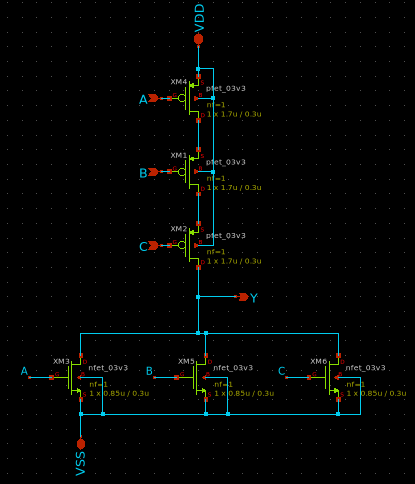 VDD
XM4
pfet_03v3
A
nf=1
1 x 1.7u / 0.3u
XM1
pfet_03v3
B
nf=1
1 x 1.7u / 0.3u
XM2
pfet_03v3
C
nf=1
1 x 1.7u / 0.3u
Y
XM3
nfet_03v3
A
nf=1
1 x 0.85u / 0.3u
XM5
nfet_03v3
B
nf=1
1 x 0.85u / 0.3u
XM6
nfet_03v3
C
nf=1
1 x 0.85u / 0.3u
VSS